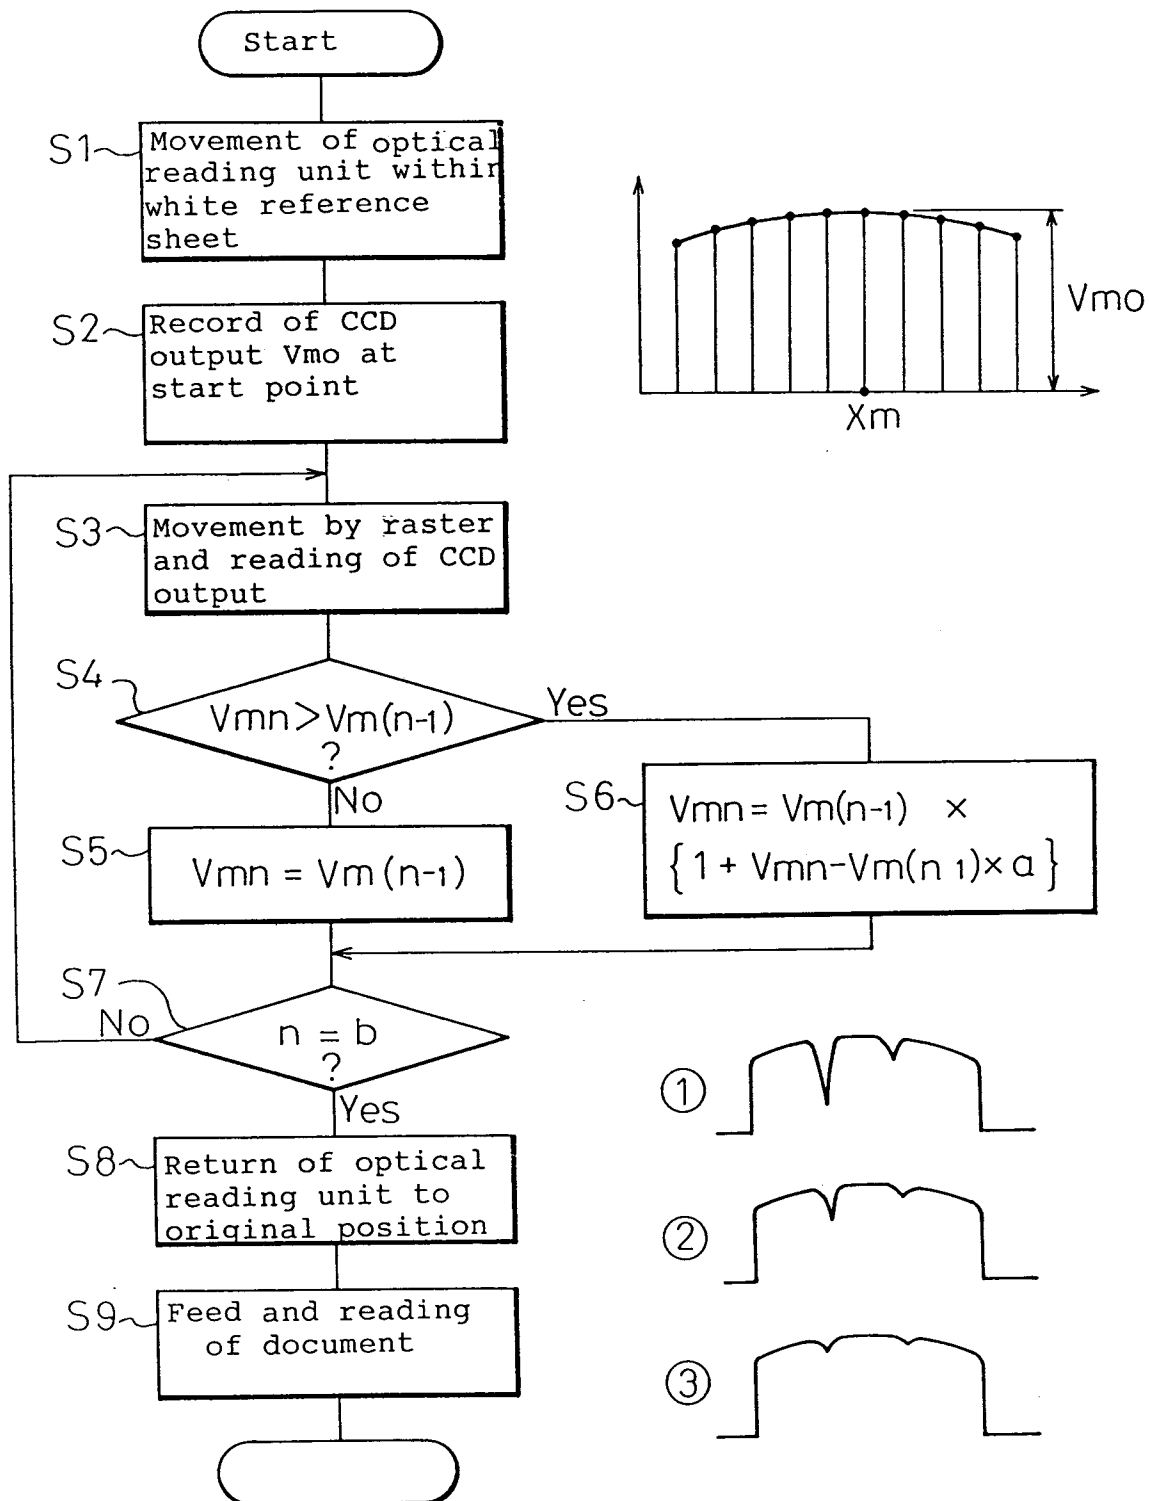 Start
S1
Movement of optical
reading unit within
white reference
sheet
Vmo
Xm
S2
Record of CCD
output Vmo at
start point
S3
Movement by raster
and reading of CCD
output
S4
Vmn>Vm(n-1)
?
Yes
No
S5
Vmn = Vm(n-1)
S6
Vmn = Vm(n-1) ×
{1 + Vmn-Vm(n 1)×a}
S7
n = b
?
No
Yes
S8
Return of optical
reading unit to
original position
S9
Feed and reading
of document
①
②
③